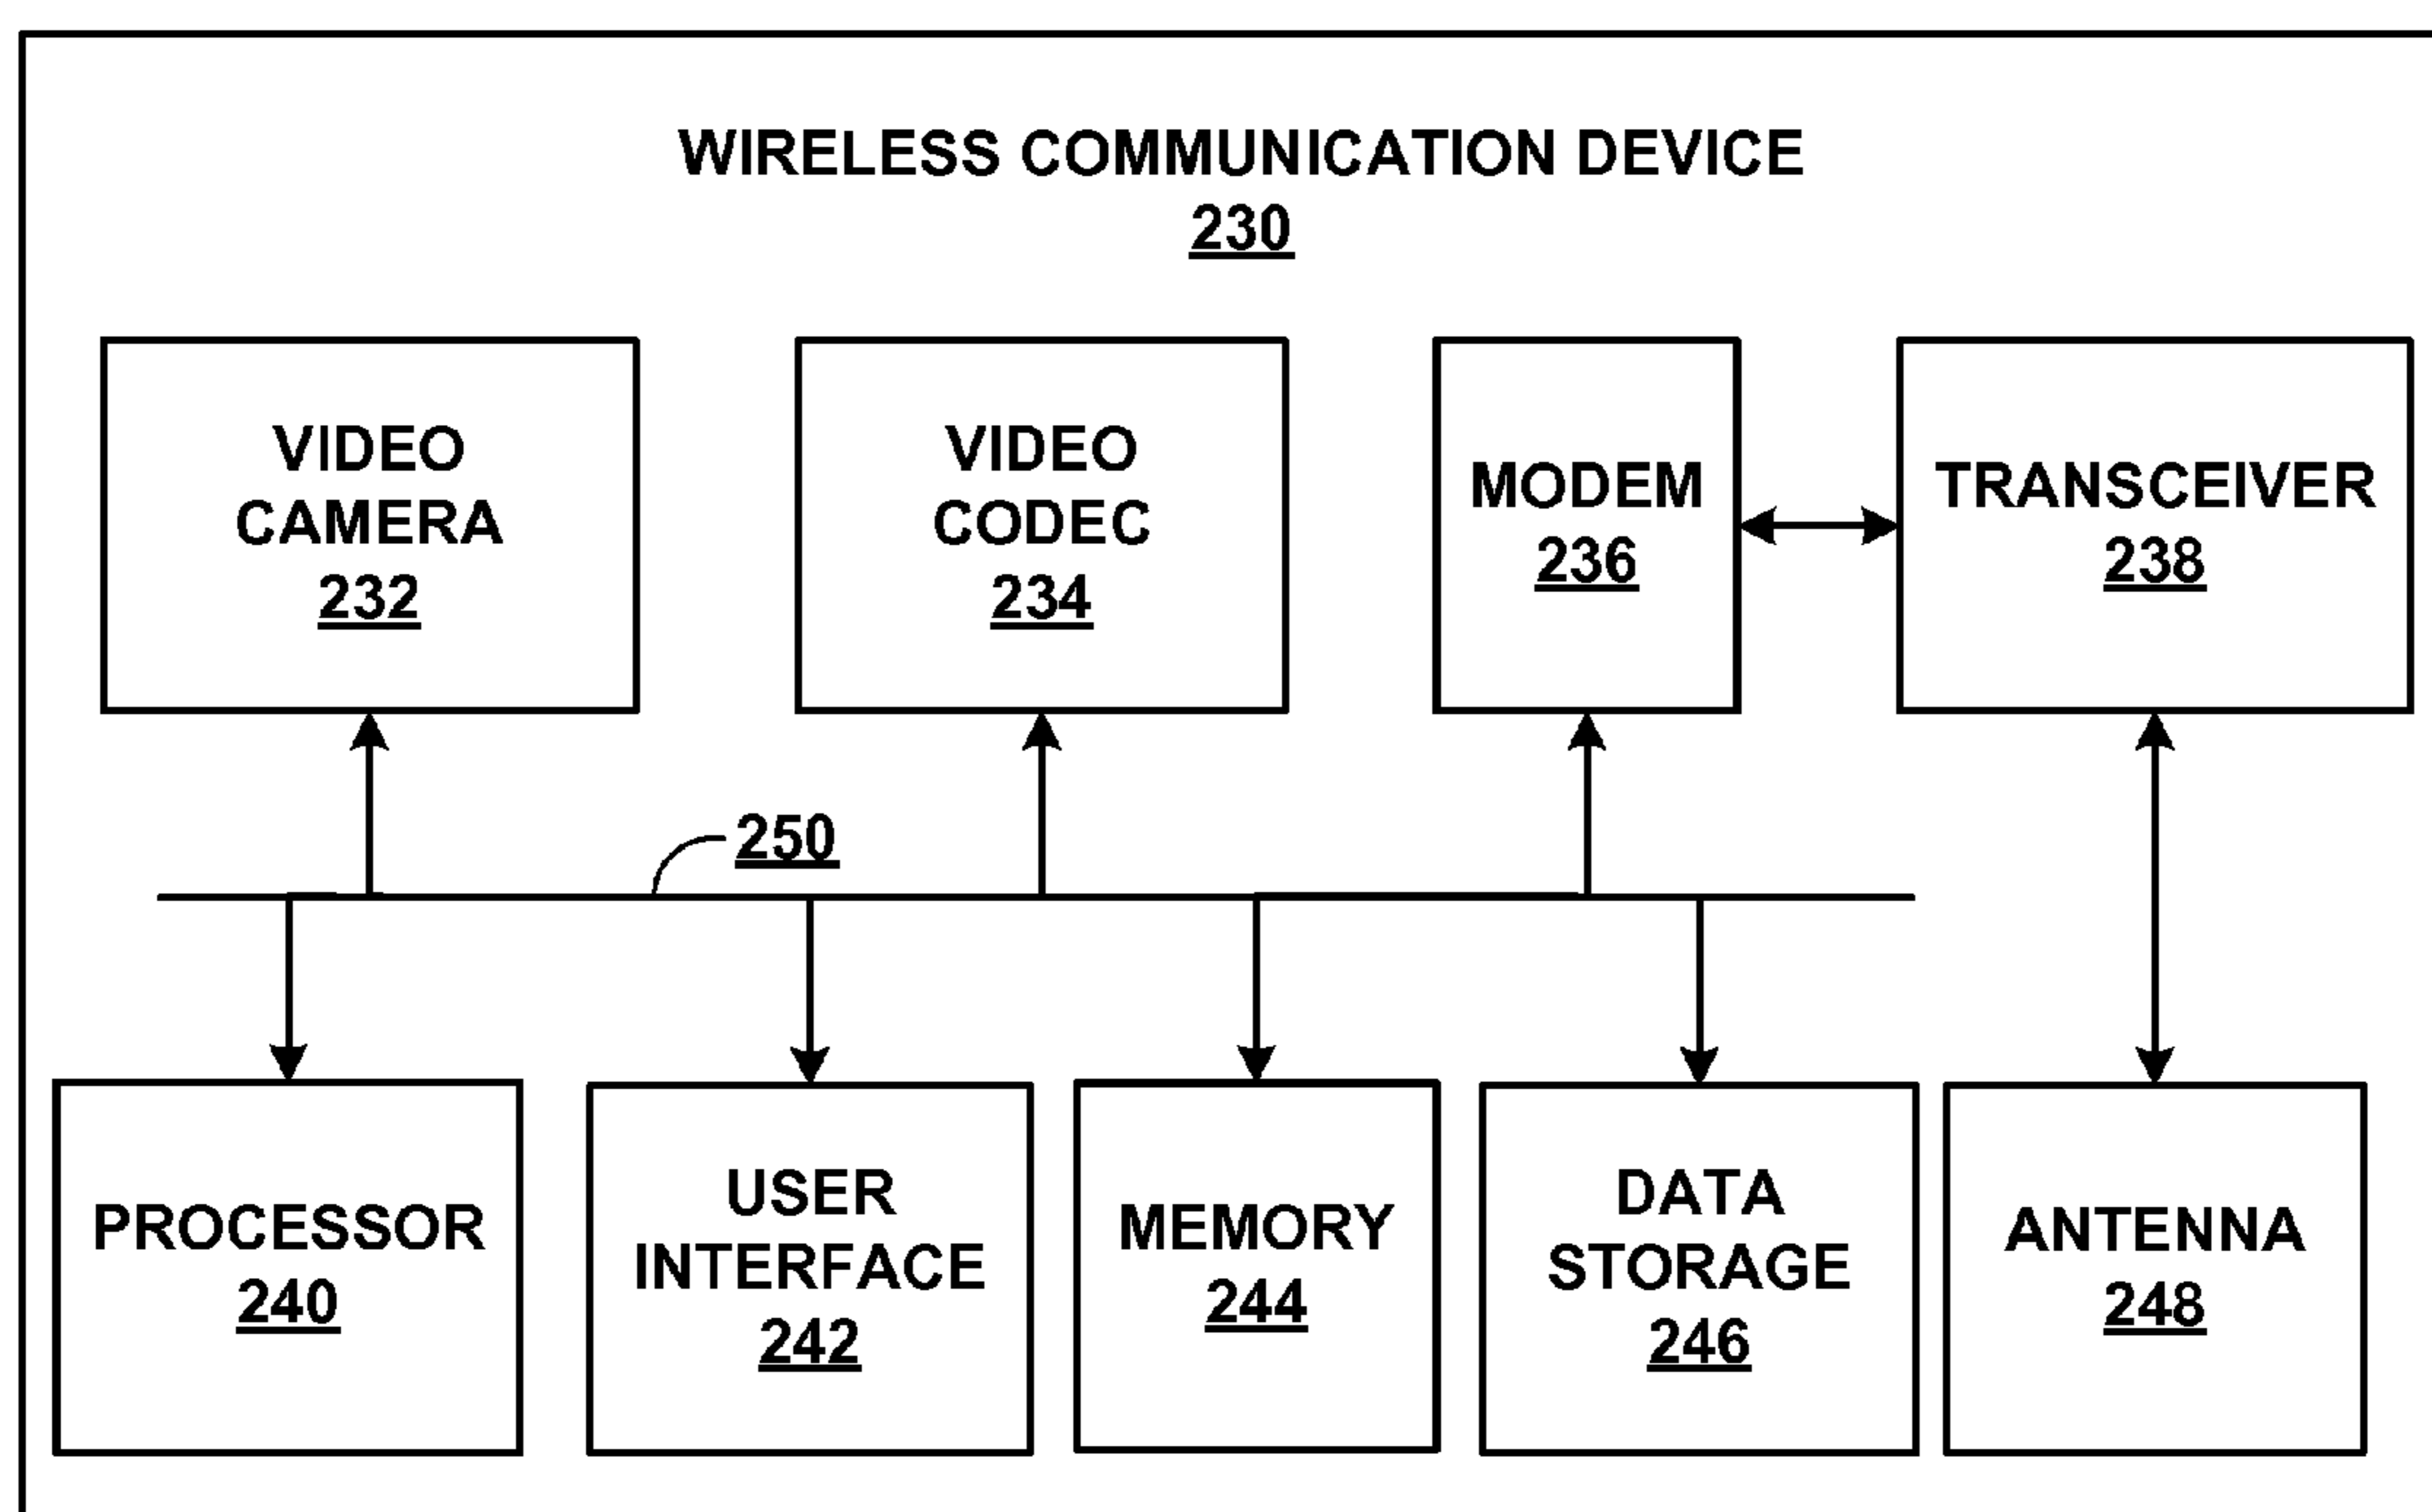 WIRELESS COMMUNICATION DEVICE
230
VIDEO
CAMERA
232
VIDEO
CODEC
234
MODEM
236
TRANSCEIVER
238
250
PROCESSOR
240
USER
INTERFACE
242
MEMORY
244
DATA
STORAGE
246
ANTENNA
248